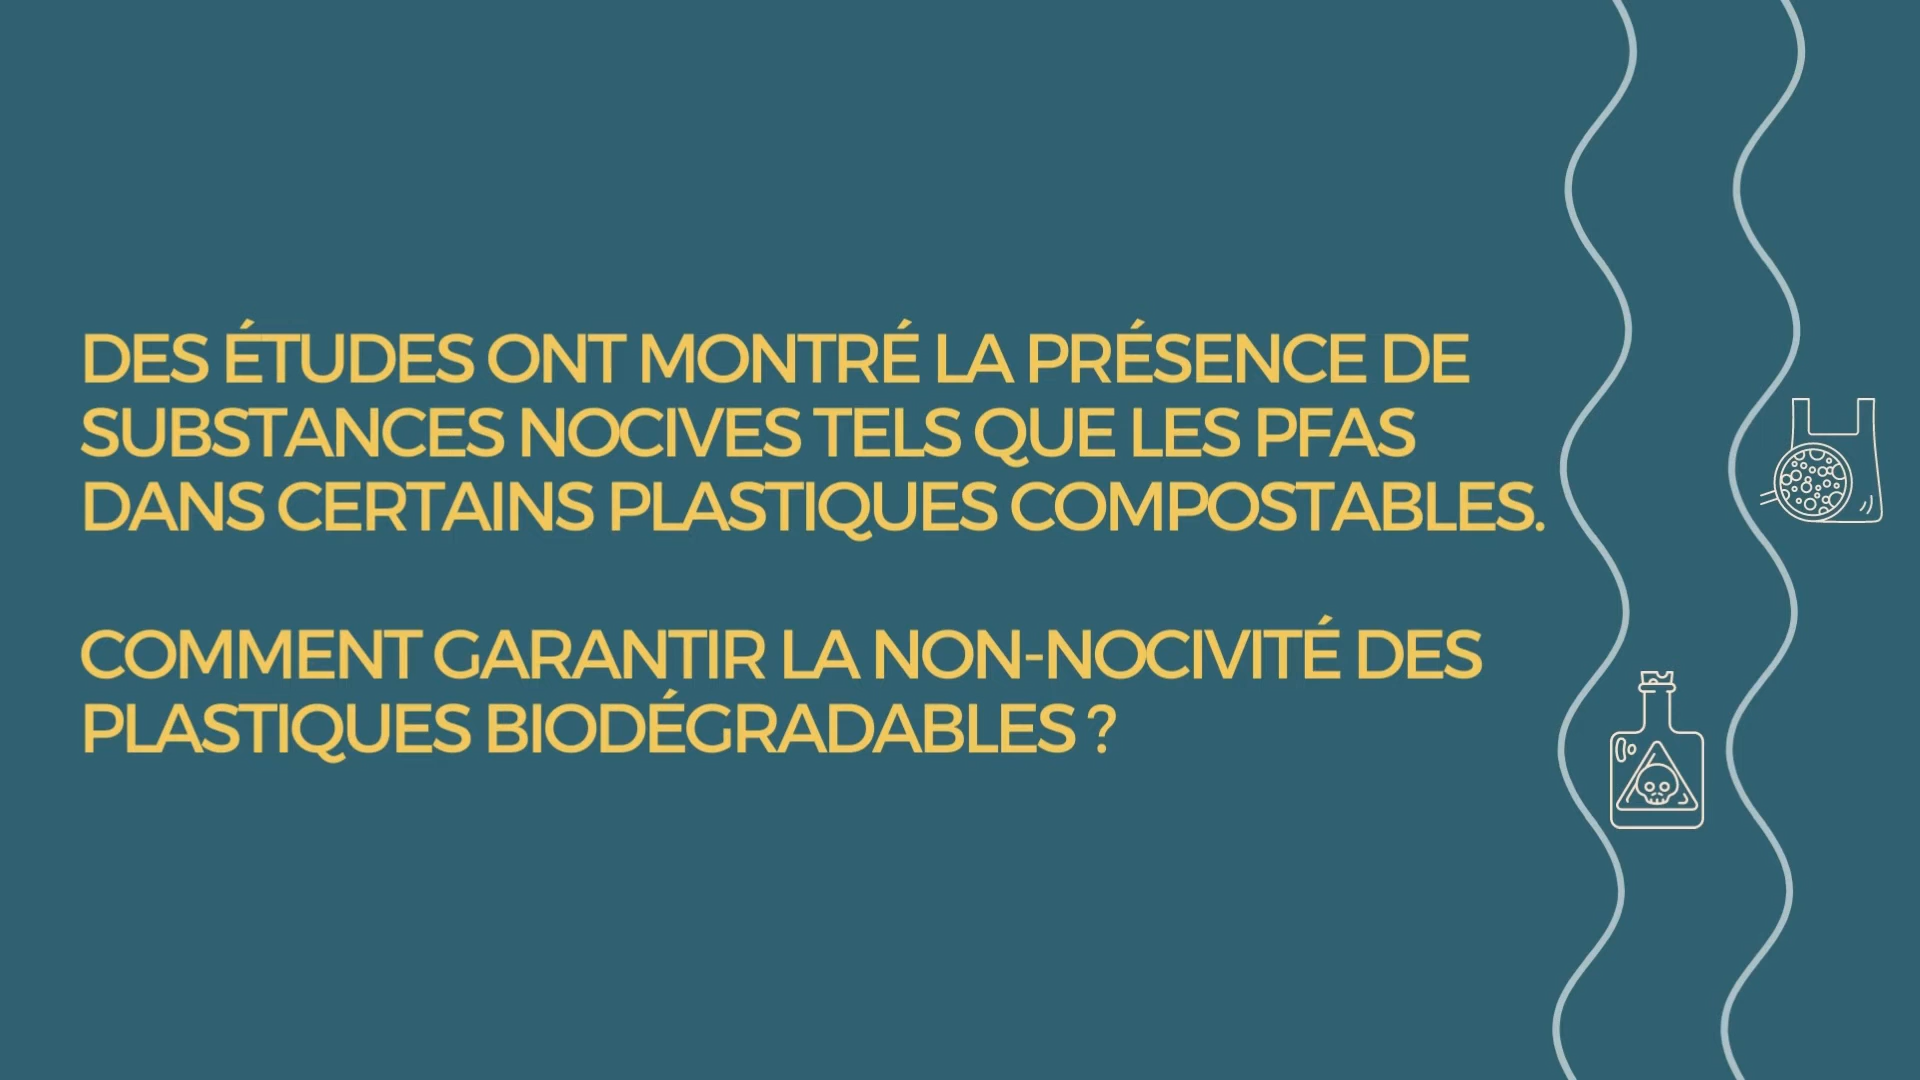 DES ÉTUDES ONT MONTRÉ LA PRÉSENCE DE
SUBSTANCES NOCIVES TELS QUE LES PFAS
DANS CERTAINS PLASTIQUES COMPOSTABLES.
COMMENT GARANTIR LA NON-NOCIVITÉ DES
PLASTIQUES BIODÉGRADABLES ?